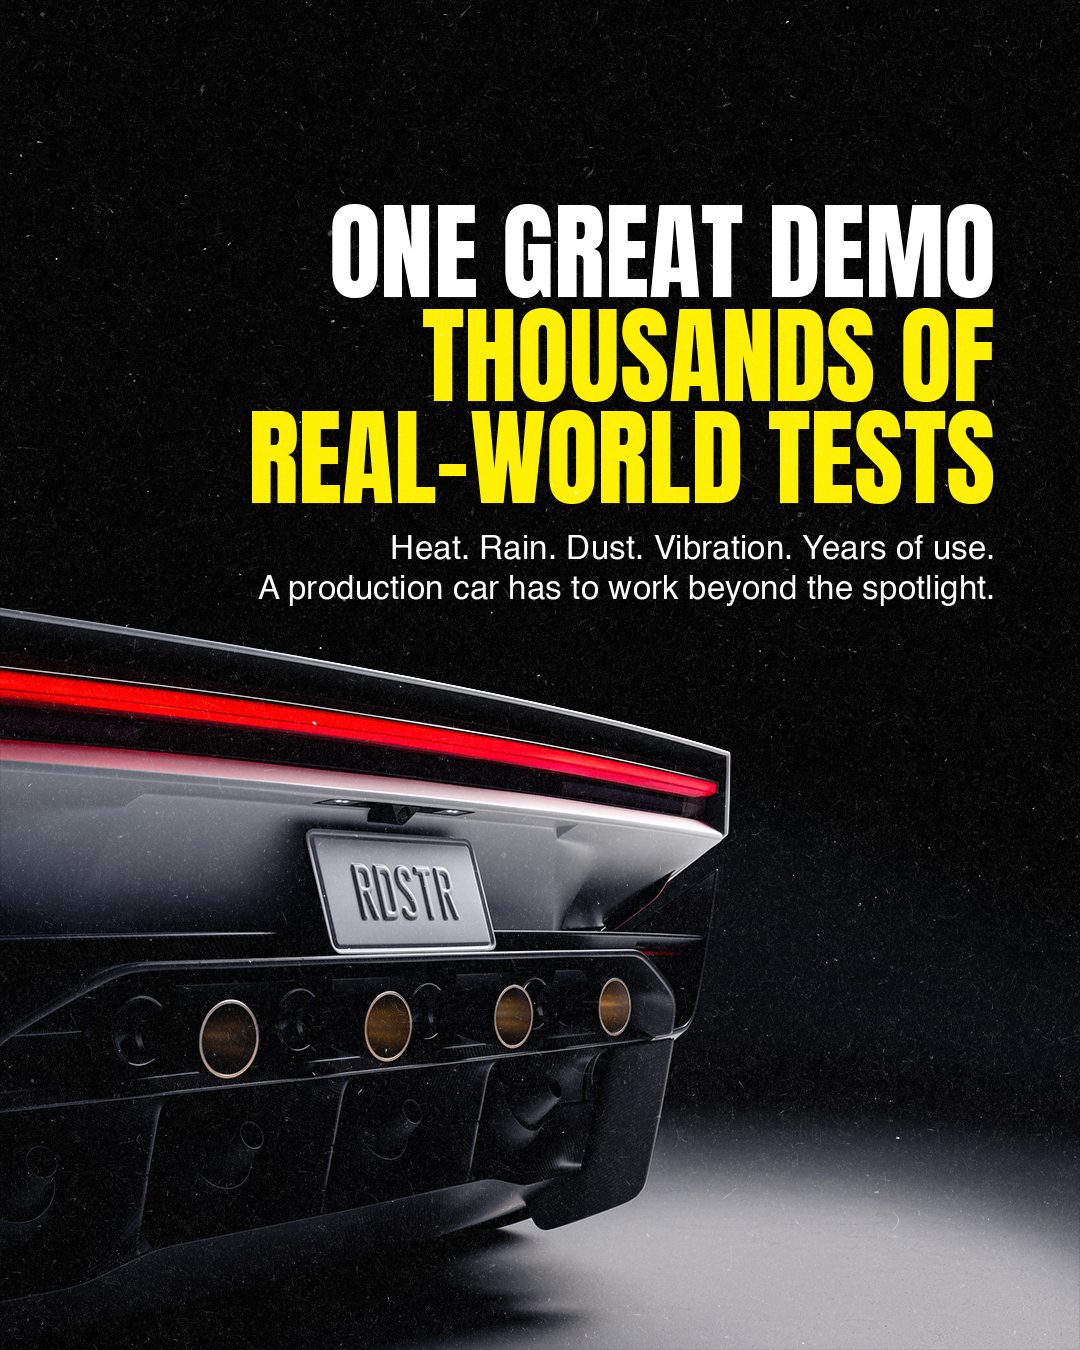 ONE GREAT DEMO
THOUSANDS OF
REAL-WORLD TESTS
Heat. Rain. Dust. Vibration. Years of use.
A production car has to work beyond the spotlight.
RDSTR